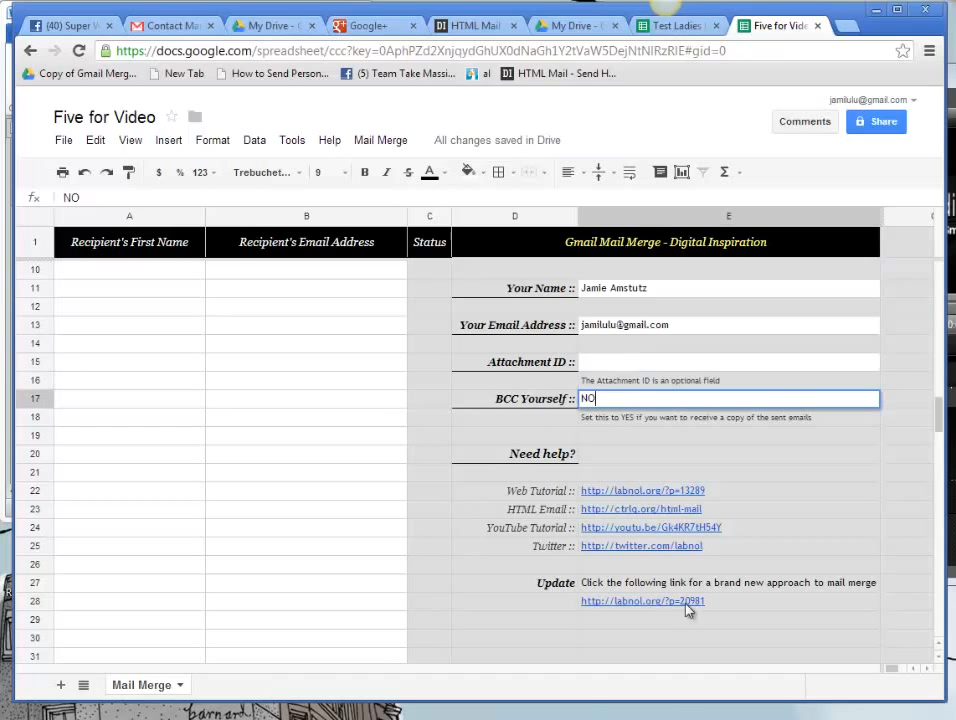 (40) Super W
Contact Ma
My Drive - G
Google+
HTML Mail
My Drive - G
Test Ladies
Five for Vide
https://docs.google.com/spreadsheet/ccc?key=0AphPZd2XnjqydGhUX0dNaGh1Y2tVaW5DejNtNlRzRlE#gid=0
Copy of Gmail Merg...
New Tab
How to Send Person...
(5) Team Take Massi...
al
HTML Mail - Send H...
jamilulu@gmail.com
Five for Video
Comments
Share
File Edit View Insert Format Data Tools Help Mail Merge All changes saved in Drive
$ % 123 Trebuchet... 9 B I S A Σ
fx NO
A B C D E
1 Recipient's First Name Recipient's Email Address Status Gmail Mail Merge - Digital Inspiration
10
11 Your Name :: Jamie Amstutz
12
13 Your Email Address :: jamilulu@gmail.com
14
15 Attachment ID ::
16 The Attachment ID is an optional field
17 BCC Yourself :: NO
18 Set this to YES if you want to receive a copy of the sent emails
19
20 Need help?
21
22 Web Tutorial :: http://labnol.org/?p=13289
23 HTML Email :: http://ctrlq.org/html-mail
24 YouTube Tutorial :: http://youtu.be/Gk4KR7tH54Y
25 Twitter :: http://twitter.com/labnol
26
27 Update Click the following link for a brand new approach to mail merge
28 http://labnol.org/?p=20981
29
30
31
+ Mail Merge
barnard